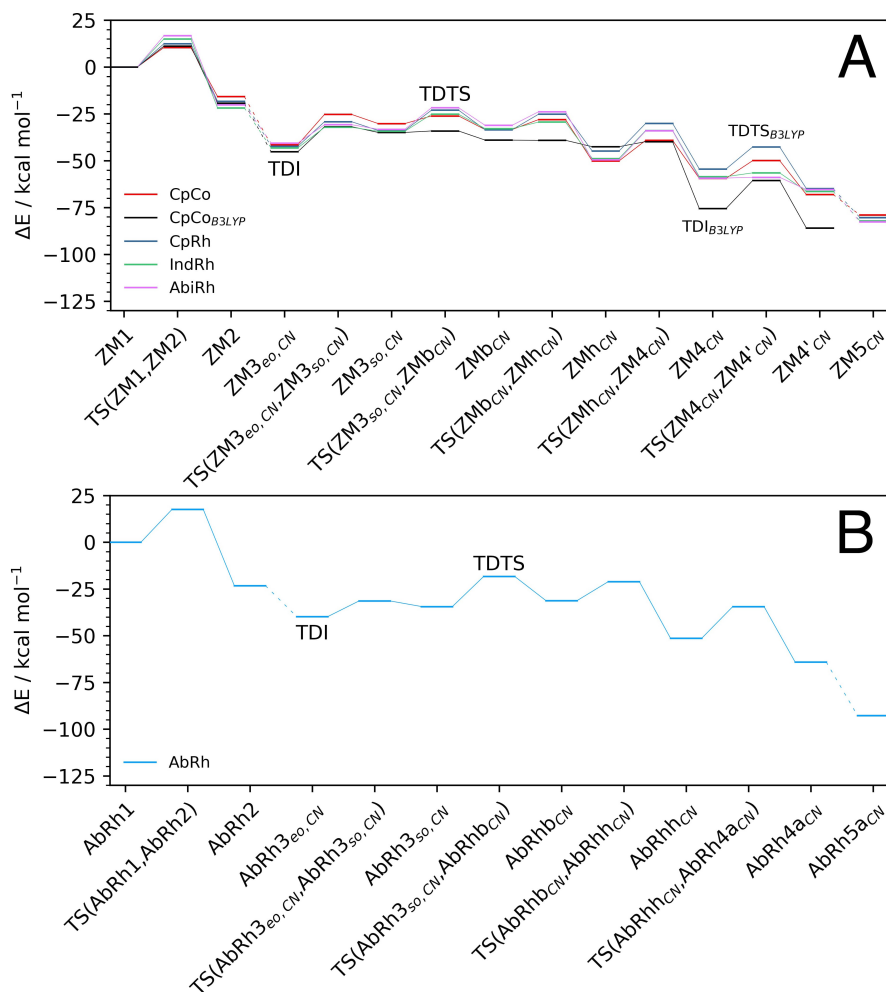 A
25
0
−25
−50
−75
−100
−125
ΔE / kcal mol⁻¹
TDI
TDTS
TDTS_B3LYP
TDI_B3LYP
CpCo
CpCo_B3LYP
CpRh
IndRh
AbiRh
ZM1
TS(ZM1,ZM2)
ZM2
ZM3_eo,CN
TS(ZM3_eo,CN,ZM3_so,CN)
ZM3_so,CN
TS(ZM3_so,CN,ZMb_CN)
ZMb_CN
TS(ZMb_CN,ZMh_CN)
ZMh_CN
TS(ZMh_CN,ZM4_CN)
ZM4_CN
TS(ZM4_CN,ZM4'_CN)
ZM4'_CN
ZM5_CN
B
25
0
−25
−50
−75
−100
−125
ΔE / kcal mol⁻¹
TDI
TDTS
AbRh
AbRh1
TS(AbRh1,AbRh2)
AbRh2
AbRh3_eo,CN
TS(AbRh3_eo,CN,AbRh3_so,CN)
AbRh3_so,CN
TS(AbRh3_so,CN,AbRhb_CN)
AbRhb_CN
TS(AbRhb_CN,AbRhh_CN)
AbRhh_CN
TS(AbRhh_CN,AbRh4a_CN)
AbRh4a_CN
AbRh5a_CN